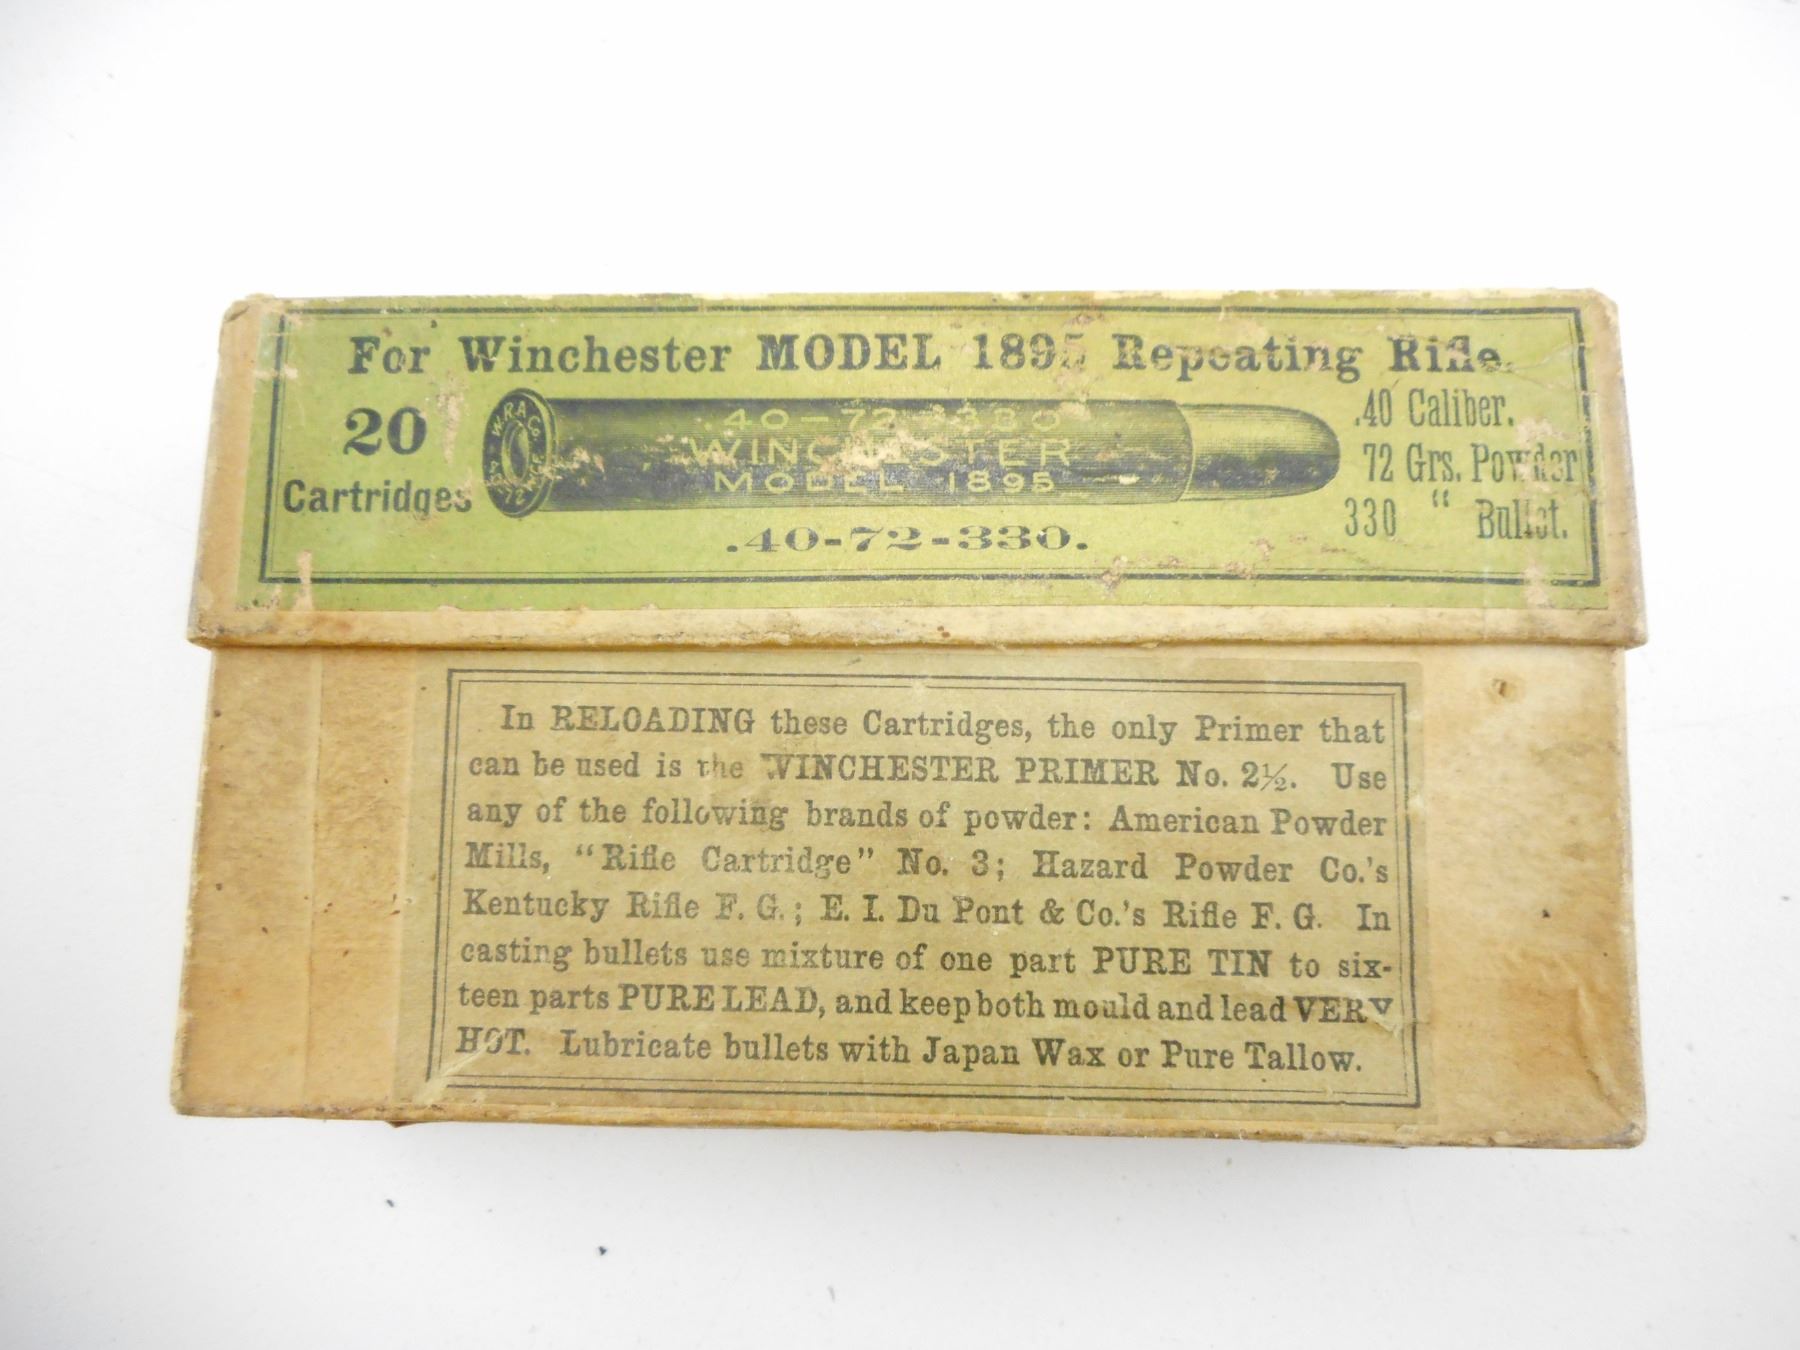 For Winchester MODEL 1895 Repeating Rifle.
20
Cartridges
W.R.A.Co.
72
.40-72-330
WINCHESTER
MODEL 1895
.40-72-330.
.40 Caliber.
72 Grs. Powder
330 " Bullet.
In RELOADING these Cartridges, the only Primer that
can be used is the WINCHESTER PRIMER No. 2½. Use
any of the following brands of powder: American Powder
Mills, "Rifle Cartridge" No. 3; Hazard Powder Co.'s
Kentucky Rifle F. G.; E. I. Du Pont & Co.'s Rifle F. G. In
casting bullets use mixture of one part PURE TIN to six-
teen parts PURE LEAD, and keep both mould and lead VERY
HOT. Lubricate bullets with Japan Wax or Pure Tallow.